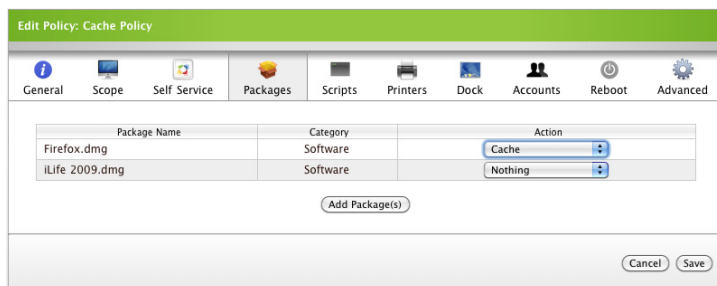 Edit Policy: Cache Policy
General Scope Self Service Packages Scripts Printers Dock Accounts Reboot Advanced
Package Name Category Action
Firefox.dmg Software Cache
iLife 2009.dmg Software Nothing
Add Package(s)
Cancel Save